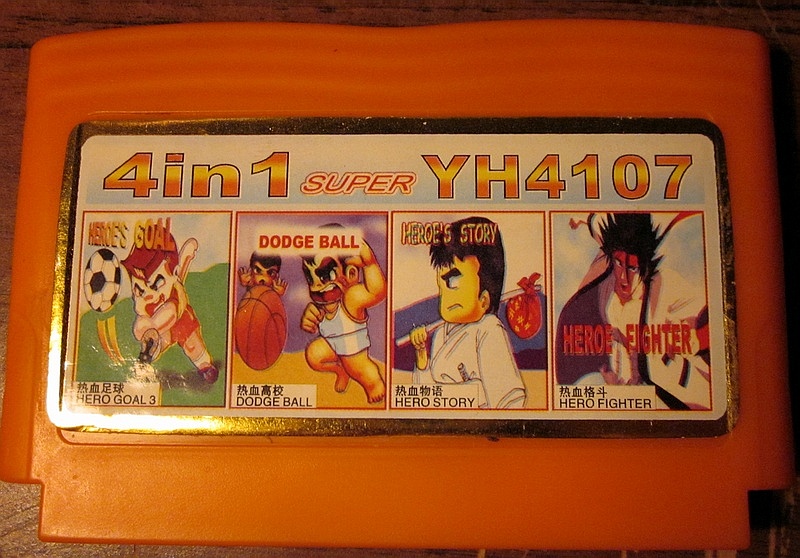 4in1 SUPER YH4107
HEROE'S GOAL
热血足球
HERO GOAL 3
DODGE BALL
热血高校
DODGE BALL
HEROE'S STORY
热血物语
HERO STORY
HEROE FIGHTER
热血格斗
HERO FIGHTER